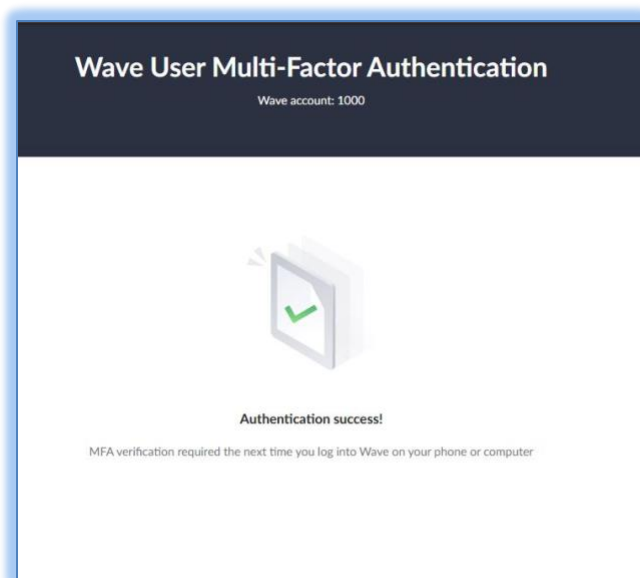 Wave User Multi-Factor Authentication
Wave account: 1000
Authentication success!
MFA verification required the next time you log into Wave on your phone or computer